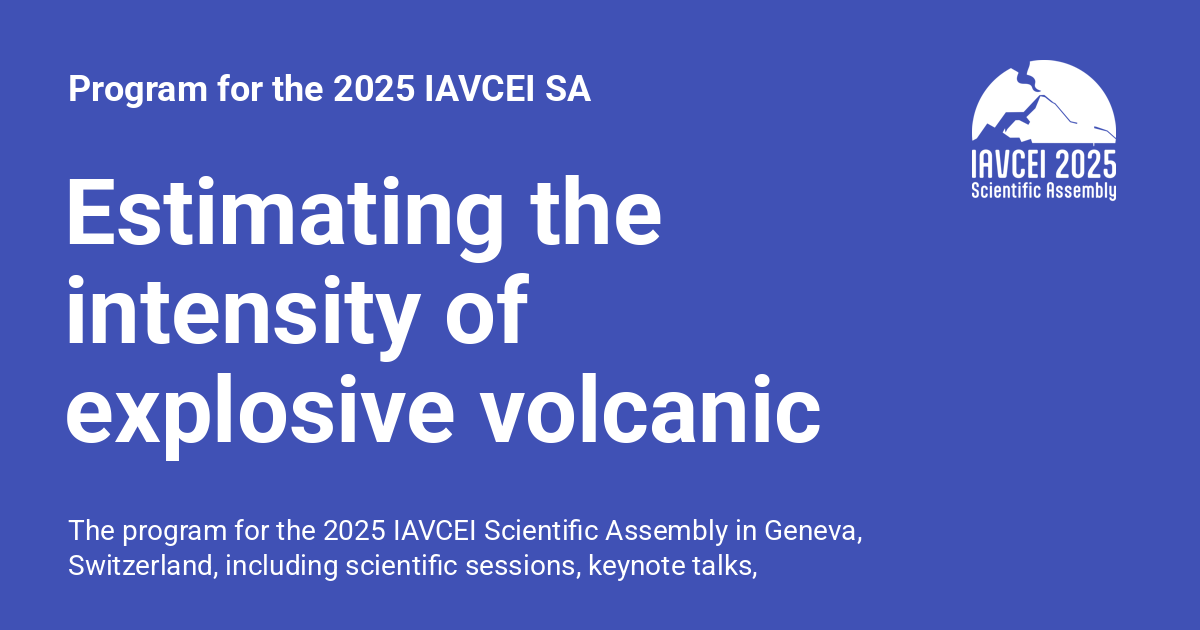 Program for the 2025 IAVCEI SA
IAVCEI 2025
Scientific Assembly
Estimating the
intensity of
explosive volcanic
The program for the 2025 IAVCEI Scientific Assembly in Geneva,
Switzerland, including scientific sessions, keynote talks,